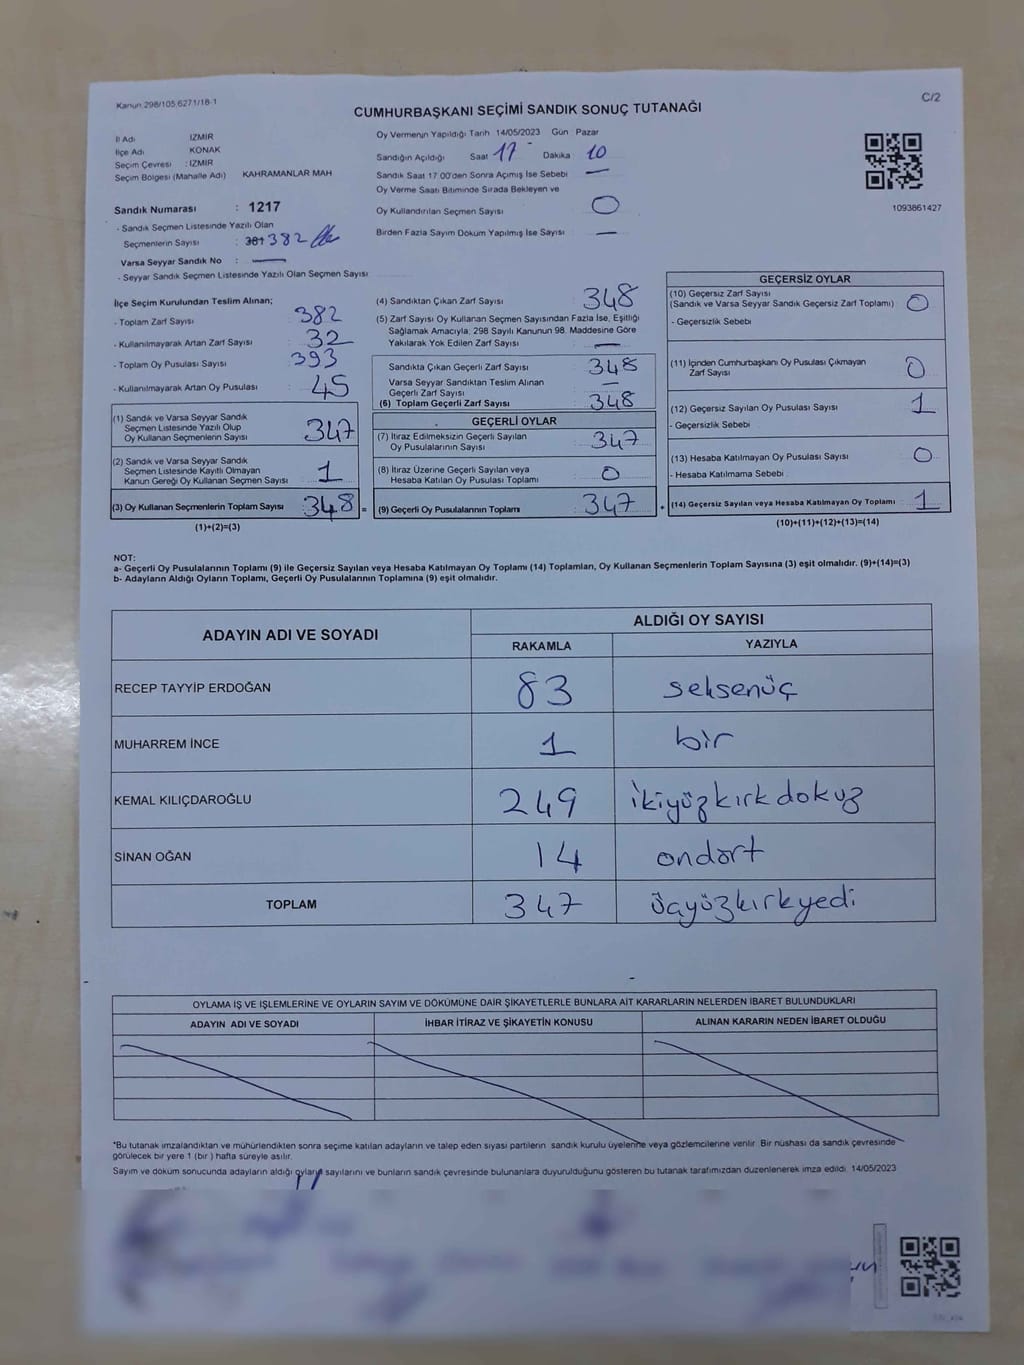 Kanun 298/105,6271/18-1
C/2
CUMHURBAŞKANI SEÇİMİ SANDIK SONUÇ TUTANAĞI
İl Adı İZMİR
İlçe Adı KONAK
Seçim Çevresi : İZMİR
Seçim Bölgesi (Mahalle Adı) KAHRAMANLAR MAH
Sandık Numarası : 1217
- Sandık Seçmen Listesinde Yazılı Olan
Seçmenlerin Sayısı : 381 382
Varsa Seyyar Sandık No : —
- Seyyar Sandık Seçmen Listesinde Yazılı Olan Seçmen Sayısı
Oy Vermenin Yapıldığı Tarih 14/05/2023 Gün Pazar
Sandığın Açıldığı Saat 17 Dakika 10
Sandık Saat 17:00'den Sonra Açımış İse Sebebi —
Oy Verme Saati Bitiminde Sırada Bekleyen ve
Oy Kullandırılan Seçmen Sayısı 0
Birden Fazla Sayım Döküm Yapılmış İse Sayısı —
1093861427
İlçe Seçim Kurulundan Teslim Alınan;
- Toplam Zarf Sayısı : 382
- Kullanılmayarak Artan Zarf Sayısı : 32
- Toplam Oy Pusulası Sayısı : 393
- Kullanılmayarak Artan Oy Pusulası : 45
(1) Sandık ve Varsa Seyyar Sandık
Seçmen Listesinde Yazılı Olup
Oy Kullanan Seçmenlerin Sayısı 347
(2) Sandık ve Varsa Seyyar Sandık
Seçmen Listesinde Kayıtlı Olmayan
Kanun Gereği Oy Kullanan Seçmen Sayısı 1
(3) Oy Kullanan Seçmenlerin Toplam Sayısı 348 =
(1)+(2)=(3)
(4) Sandıktan Çıkan Zarf Sayısı 348
(5) Zarf Sayısı Oy Kullanan Seçmen Sayısından Fazla İse, Eşitliği
Sağlamak Amacıyla; 298 Sayılı Kanunun 98. Maddesine Göre
Yakılarak Yok Edilen Zarf Sayısı : —
Sandıkta Çıkan Geçerli Zarf Sayısı : 348
Varsa Seyyar Sandıktan Teslim Alınan
Geçerli Zarf Sayısı : —
(6) Toplam Geçerli Zarf Sayısı 348
GEÇERLİ OYLAR
(7) İtiraz Edilmeksizin Geçerli Sayılan
Oy Pusulalarının Sayısı 347
(8) İtiraz Üzerine Geçerli Sayılan veya
Hesaba Katılan Oy Pusulası Toplamı 0
(9) Geçerli Oy Pusulalarının Toplamı 347 +
GEÇERSİZ OYLAR
(10) Geçersiz Zarf Sayısı
(Sandık ve Varsa Seyyar Sandık Geçersiz Zarf Toplamı) 0
- Geçersizlik Sebebi
(11) İçinden Cumhurbaşkanı Oy Pusulası Çıkmayan
Zarf Sayısı 0
(12) Geçersiz Sayılan Oy Pusulası Sayısı 1
- Geçersizlik Sebebi
(13) Hesaba Katılmayan Oy Pusulası Sayısı 0
- Hesaba Katılmama Sebebi
(14) Geçersiz Sayılan veya Hesaba Katılmayan Oy Toplamı 1
(10)+(11)+(12)+(13)=(14)
NOT:
a- Geçerli Oy Pusulalarının Toplamı (9) ile Geçersiz Sayılan veya Hesaba Katılmayan Oy Toplamı (14) Toplamları, Oy Kullanan Seçmenlerin Toplam Sayısına (3) eşit olmalıdır. (9)+(14)=(3)
b- Adayların Aldığı Oyların Toplamı, Geçerli Oy Pusulalarının Toplamına (9) eşit olmalıdır.
ADAYIN ADI VE SOYADI ALDIĞI OY SAYISI
RAKAMLA YAZIYLA
RECEP TAYYİP ERDOĞAN 83 seksenüç
MUHARREM İNCE 1 bir
KEMAL KILIÇDAROĞLU 249 ikiyüzkırkdokuz
SİNAN OĞAN 14 ondört
TOPLAM 347 üçyüzkırkyedi
OYLAMA İŞ VE İŞLEMLERİNE VE OYLARIN SAYIM VE DÖKÜMÜNE DAİR ŞİKAYETLERLE BUNLARA AİT KARARLARIN NELERDEN İBARET BULUNDUKLARI
ADAYIN ADI VE SOYADI İHBAR İTİRAZ VE ŞİKAYETİN KONUSU ALINAN KARARIN NEDEN İBARET OLDUĞU
*Bu tutanak imzalandıktan ve mühürlendikten sonra seçime katılan adayların ve talep eden siyasi partilerin sandık kurulu üyelerine veya gözlemcilerine verilir. Bir nüshası da sandık çevresinde
görülecek bir yere 1 (bir) hafta süreyle asılır.
Sayım ve döküm sonucunda adayların aldığı oyların sayılarını ve bunların sandık çevresinde bulunanlara duyurulduğunu gösteren bu tutanak tarafımızdan düzenlenerek imza edildi. 14/05/2023